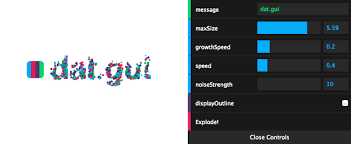 dat.gui
message dat.gui
maxSize 5.59
growthSpeed 0.2
speed 0.4
noiseStrength 10
displayOutline
Explode!
Close Controls